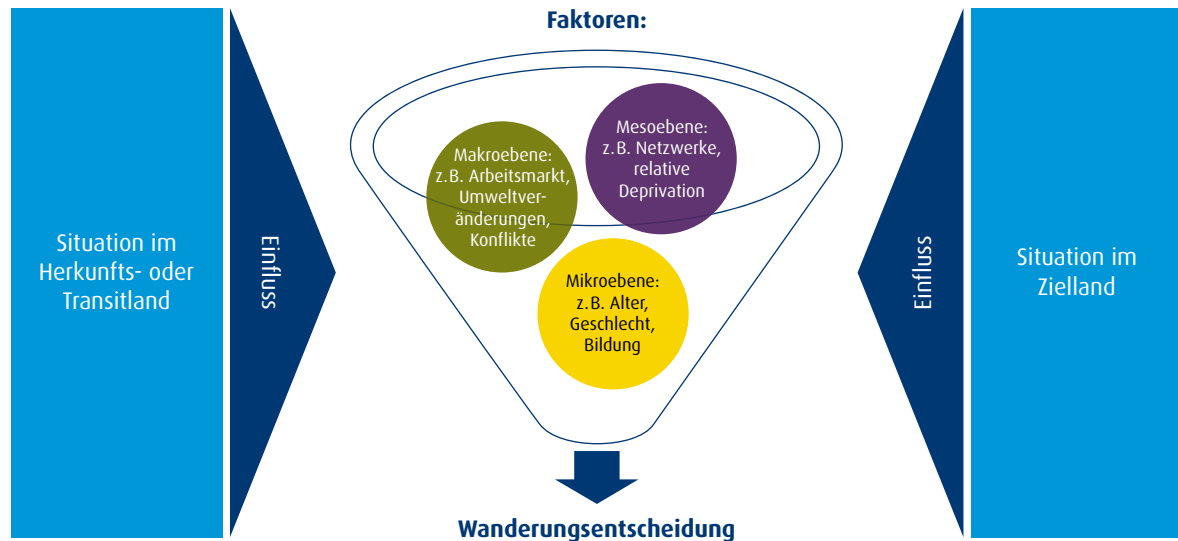 Faktoren:
Situation im
Herkunfts- oder
Transitland
Einfluss
Makroebene:
z.B. Arbeitsmarkt,
Umweltver-
änderungen,
Konflikte
Mesoebene:
z.B. Netzwerke,
relative
Deprivation
Mikroebene:
z.B. Alter,
Geschlecht,
Bildung
Einfluss
Situation im
Zielland
Wanderungsentscheidung